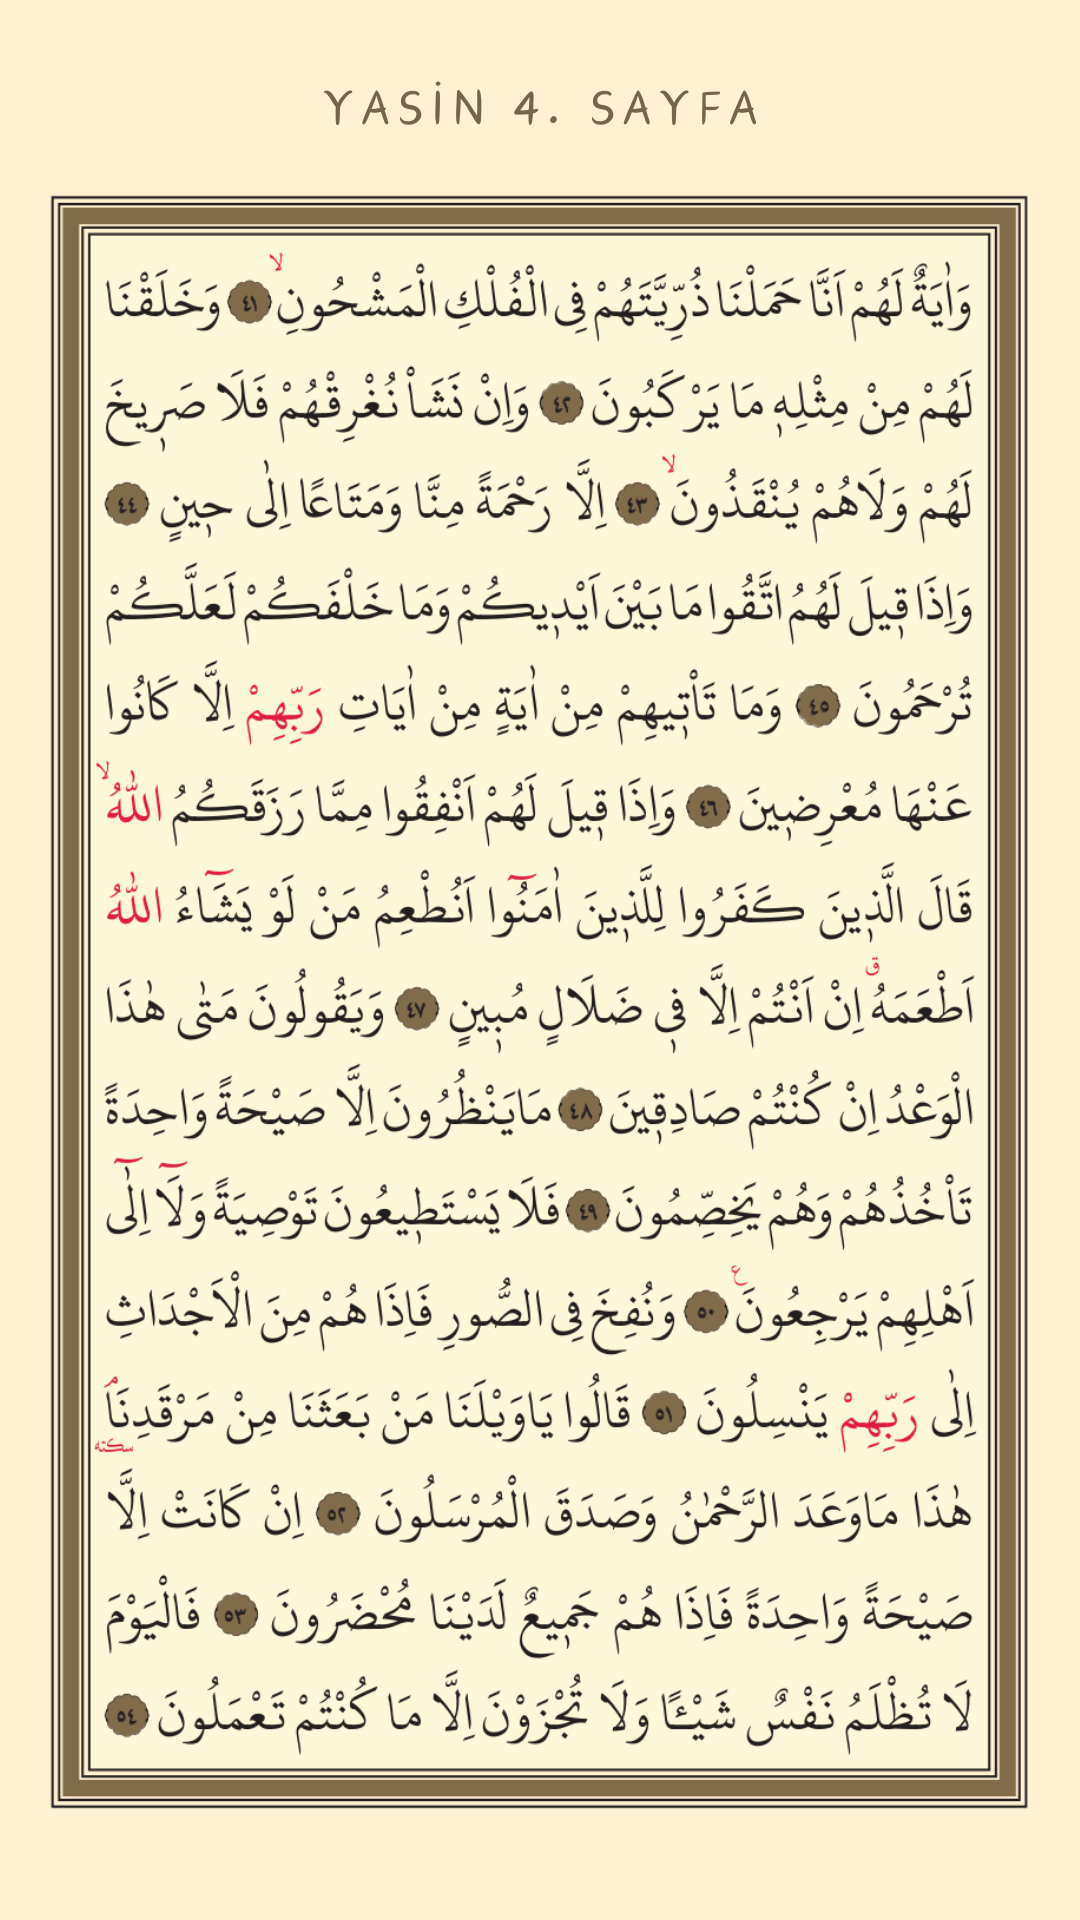 YASİN 4. SAYFA
وَاٰيَةٌ لَهُمْ اَنَّا حَمَلْنَا ذُرِّيَّتَهُمْ فِى الْفُلْكِ الْمَشْحُونِۙ ﴿٤١﴾ وَخَلَقْنَا
لَهُمْ مِنْ مِثْلِهٖ مَا يَرْكَبُونَ ﴿٤٢﴾ وَاِنْ نَشَاْ نُغْرِقْهُمْ فَلَا صَرٖيخَ
لَهُمْ وَلَاهُمْ يُنْقَذُونَۙ ﴿٤٣﴾ اِلَّا رَحْمَةً مِنَّا وَمَتَاعًا اِلٰى حٖينٍ ﴿٤٤﴾
وَاِذَا قٖيلَ لَهُمُ اتَّقُوا مَا بَيْنَ اَيْدٖيكُمْ وَمَا خَلْفَكُمْ لَعَلَّكُمْ
تُرْحَمُونَ ﴿٤٥﴾ وَمَا تَاْتٖيهِمْ مِنْ اٰيَةٍ مِنْ اٰيَاتِ رَبِّهِمْ اِلَّا كَانُوا
عَنْهَا مُعْرِضٖينَ ﴿٤٦﴾ وَاِذَا قٖيلَ لَهُمْ اَنْفِقُوا مِمَّا رَزَقَكُمُ اللّٰهُۙ
قَالَ الَّذٖينَ كَفَرُوا لِلَّذٖينَ اٰمَنُٓوا اَنُطْعِمُ مَنْ لَوْ يَشَٓاءُ اللّٰهُ
اَطْعَمَهُࣗ اِنْ اَنْتُمْ اِلَّا فٖى ضَلَالٍ مُبٖينٍ ﴿٤٧﴾ وَيَقُولُونَ مَتٰى هٰذَا
الْوَعْدُ اِنْ كُنْتُمْ صَادِقٖينَ ﴿٤٨﴾ مَايَنْظُرُونَ اِلَّا صَيْحَةً وَاحِدَةً
تَاْخُذُهُمْ وَهُمْ يَخِصِّمُونَ ﴿٤٩﴾ فَلَا يَسْتَطٖيعُونَ تَوْصِيَةً وَلَٓا اِلٰٓى
اَهْلِهِمْ يَرْجِعُونَࣖ ﴿٥٠﴾ وَنُفِخَ فِى الصُّورِ فَاِذَا هُمْ مِنَ الْاَجْدَاثِ
اِلٰى رَبِّهِمْ يَنْسِلُونَ ﴿٥١﴾ قَالُوا يَاوَيْلَنَا مَنْ بَعَثَنَا مِنْ مَرْقَدِنَاۢ سكته
هٰذَا مَاوَعَدَ الرَّحْمٰنُ وَصَدَقَ الْمُرْسَلُونَ ﴿٥٢﴾ اِنْ كَانَتْ اِلَّا
صَيْحَةً وَاحِدَةً فَاِذَا هُمْ جَمٖيعٌ لَدَيْنَا مُحْضَرُونَ ﴿٥٣﴾ فَالْيَوْمَ
لَا تُظْلَمُ نَفْسٌ شَيْـًٔا وَلَا تُجْزَوْنَ اِلَّا مَا كُنْتُمْ تَعْمَلُونَ ﴿٥٤﴾